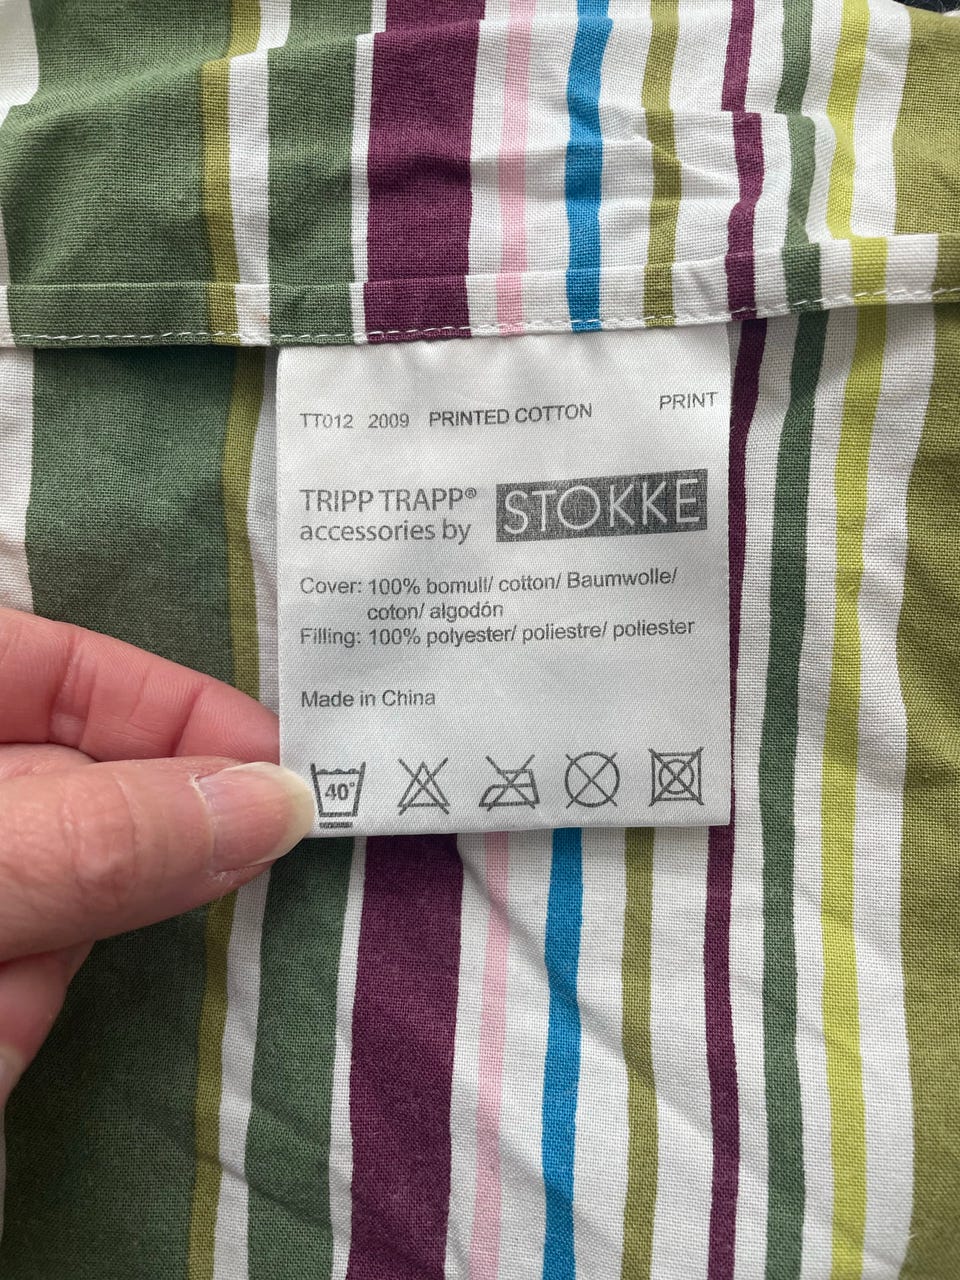 TT012 2009 PRINTED COTTON PRINT
TRIPP TRAPP® STOKKE
accessories by
Cover: 100% bomull/ cotton/ Baumwolle/
coton/ algodón
Filling: 100% polyester/ poliestre/ poliester
Made in China
40°